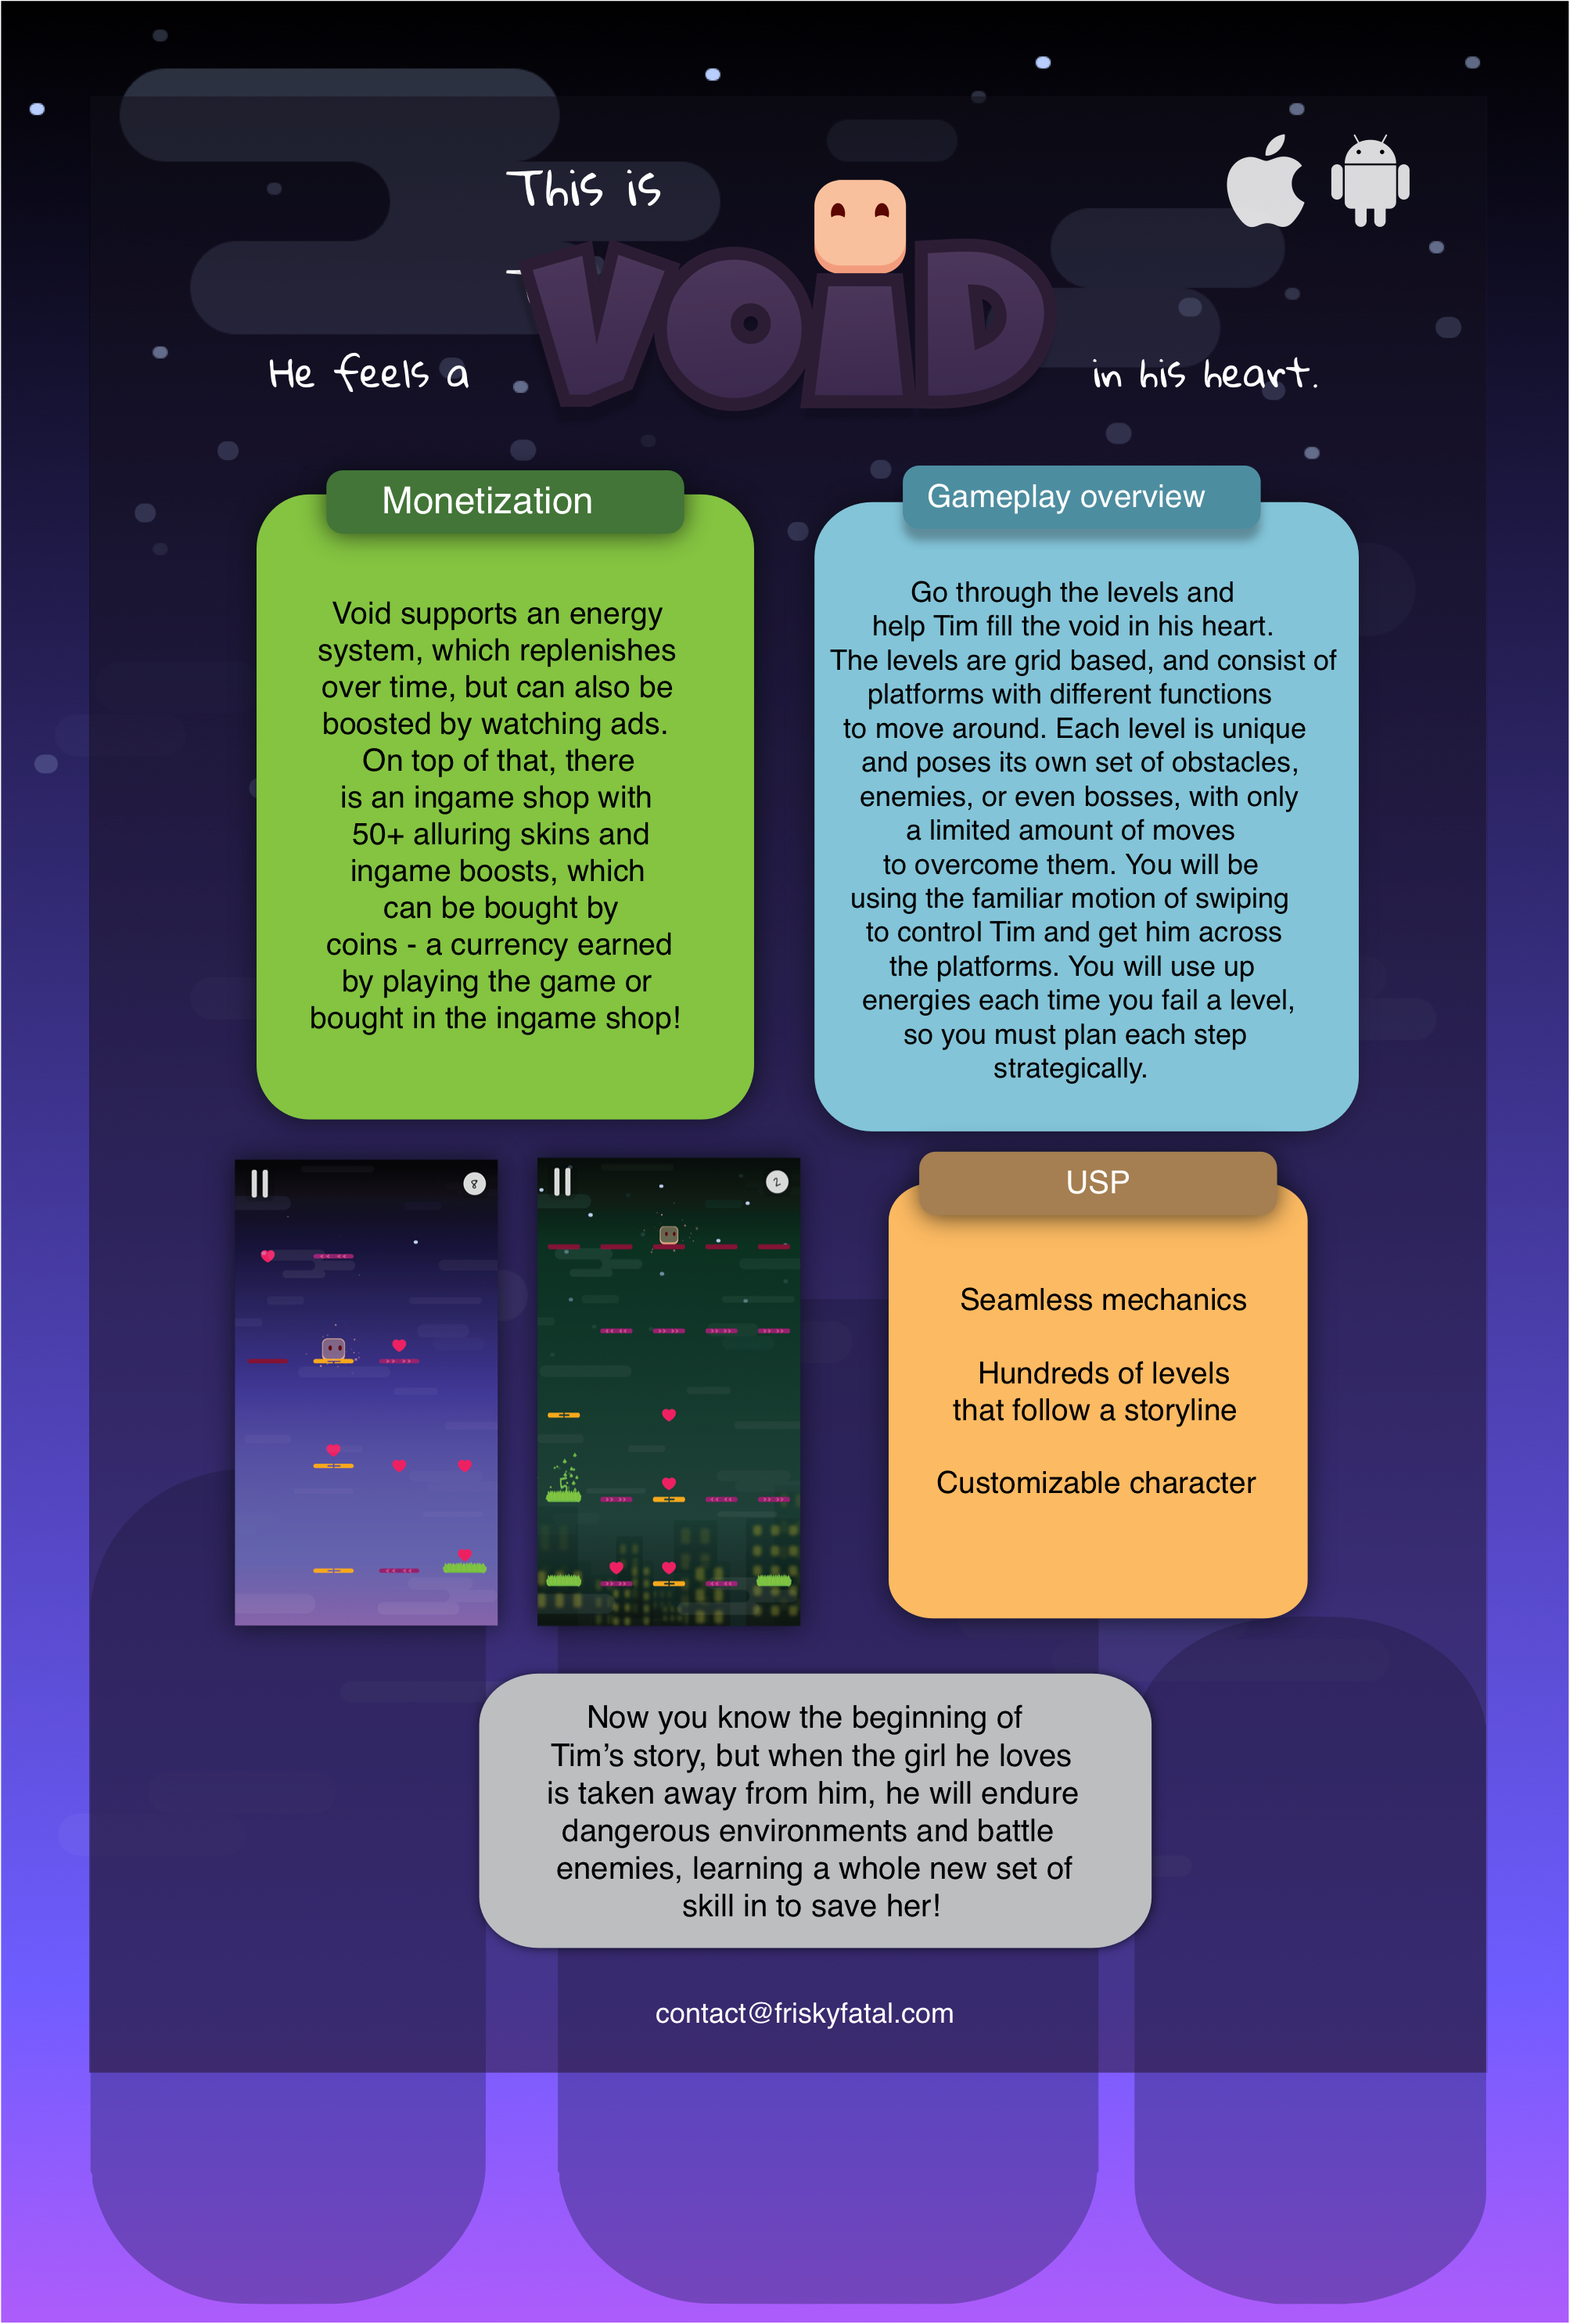 This is
He feels a VOiD in his heart.
Monetization
Void supports an energy
system, which replenishes
over time, but can also be
boosted by watching ads.
On top of that, there
is an ingame shop with
50+ alluring skins and
ingame boosts, which
can be bought by
coins - a currency earned
by playing the game or
bought in the ingame shop!
Gameplay overview
Go through the levels and
help Tim fill the void in his heart.
The levels are grid based, and consist of
platforms with different functions
to move around. Each level is unique
and poses its own set of obstacles,
enemies, or even bosses, with only
a limited amount of moves
to overcome them. You will be
using the familiar motion of swiping
to control Tim and get him across
the platforms. You will use up
energies each time you fail a level,
so you must plan each step
strategically.
8
2
USP
Seamless mechanics
Hundreds of levels
that follow a storyline
Customizable character
Now you know the beginning of
Tim’s story, but when the girl he loves
is taken away from him, he will endure
dangerous environments and battle
enemies, learning a whole new set of
skill in to save her!
contact@friskyfatal.com